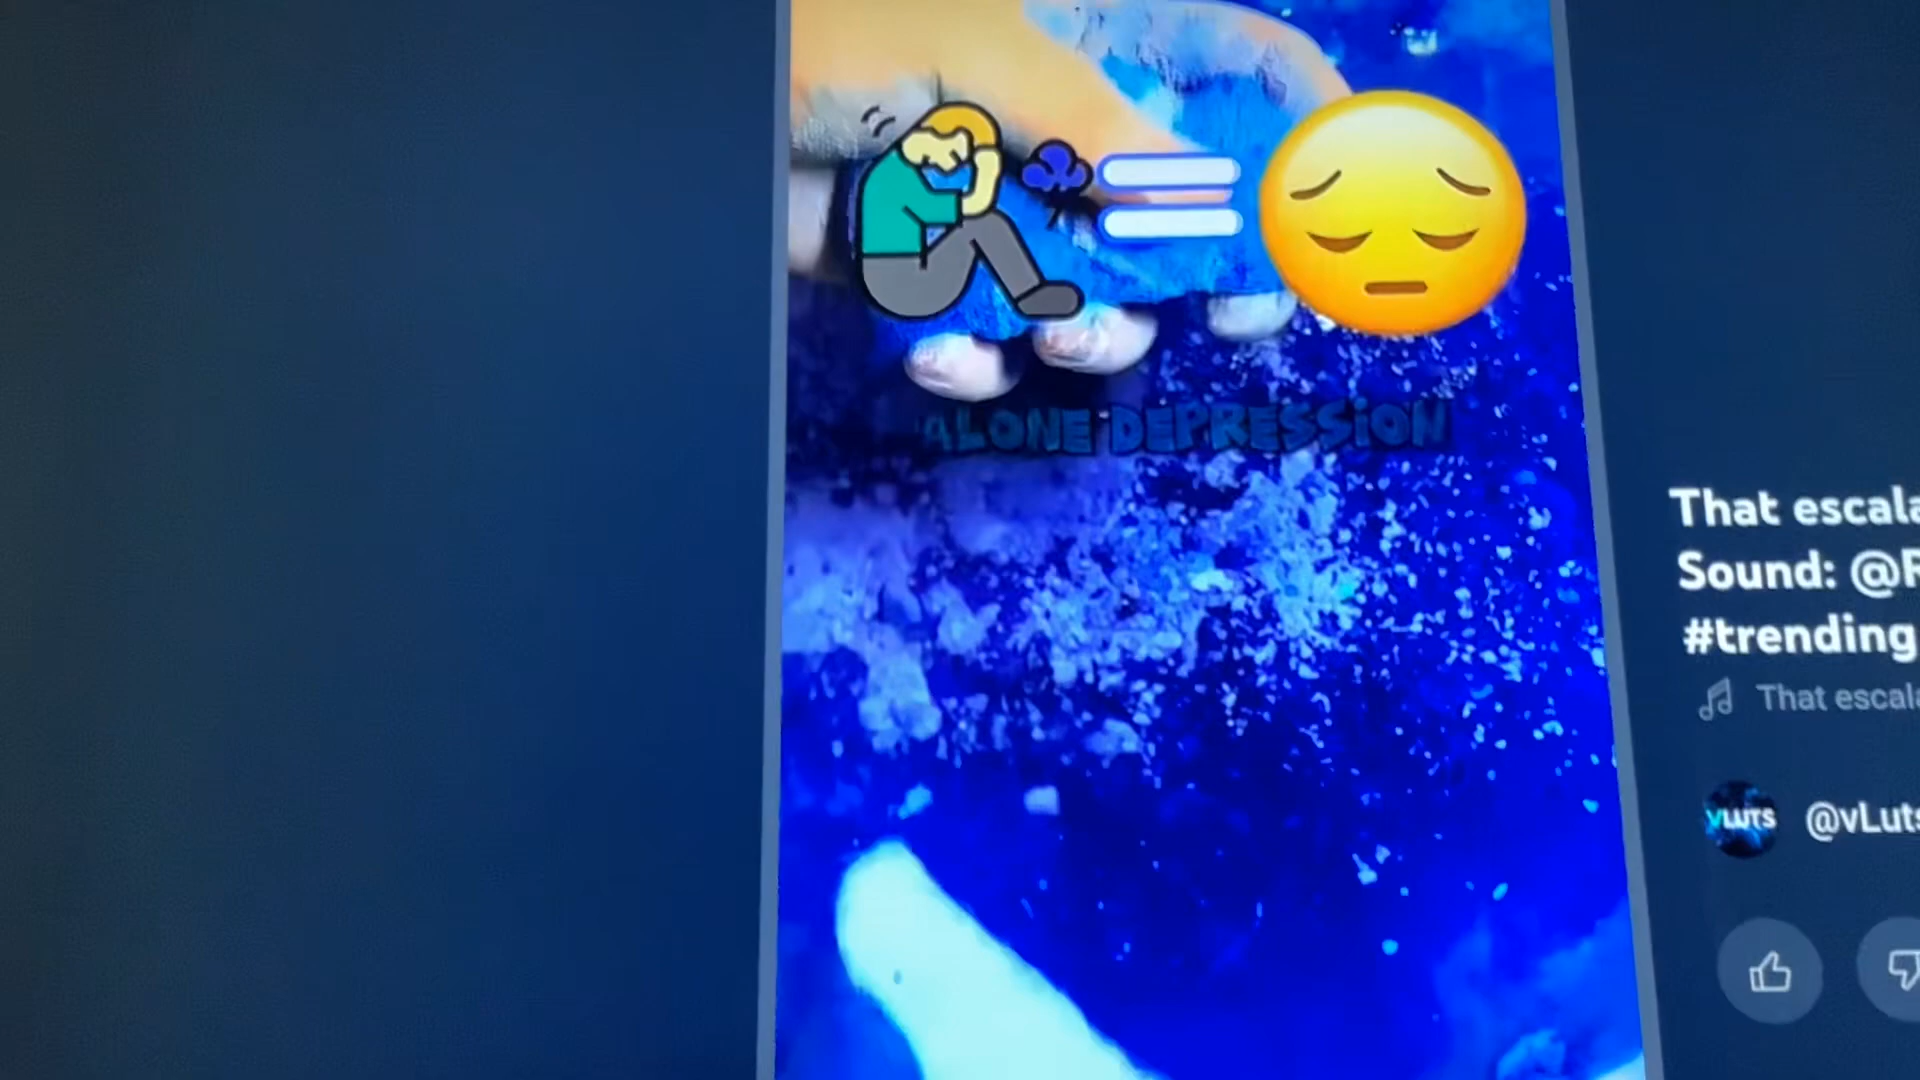 ALONE DEPRESSION
That escala
Sound: @R
#trending
That escala
VLUTS
@vLuts